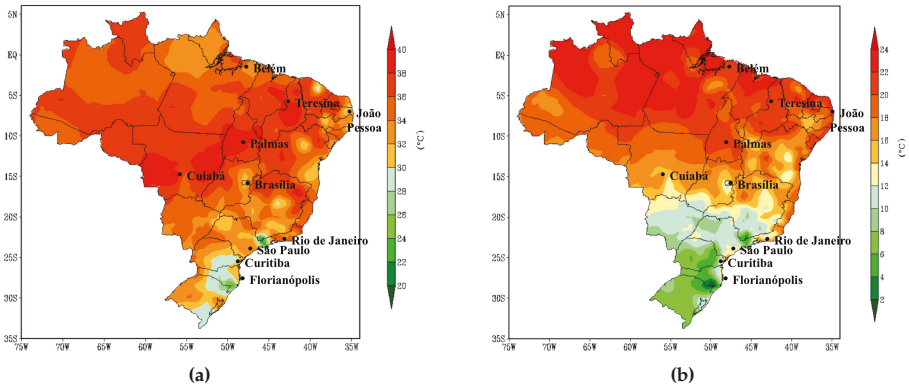 5N
EQ
5S
10S
15S
20S
25S
30S
35S
75W 70W 65W 60W 55W 50W 45W 40W 35W
Belém
Teresina
João
Pessoa
Palmas
Cuiabá
Brasília
Rio de Janeiro
São Paulo
Curitiba
Florianópolis
40
38
36
34
32
30
28
26
24
22
20
(°C)
(a)
5N
EQ
5S
10S
15S
20S
25S
30S
35S
75W 70W 65W 60W 55W 50W 45W 40W 35W
Belém
Teresina
João
Pessoa
Palmas
Cuiabá
Brasília
Rio de Janeiro
São Paulo
Curitiba
Florianópolis
24
22
20
18
16
14
12
10
8
6
4
2
(°C)
(b)